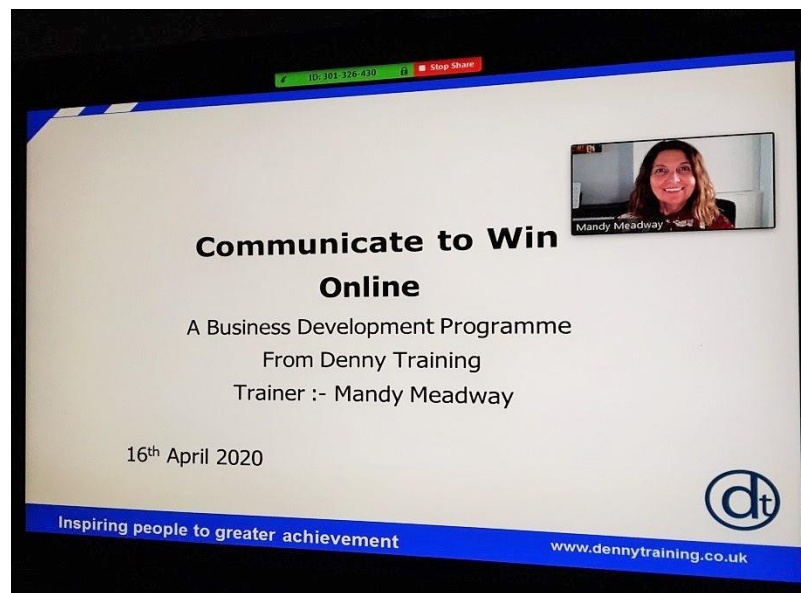 ID: 301-326-430
Stop Share
Mandy Meadway
Communicate to Win
Online
A Business Development Programme
From Denny Training
Trainer :- Mandy Meadway
16th April 2020
dt
Inspiring people to greater achievement
www.dennytraining.co.uk